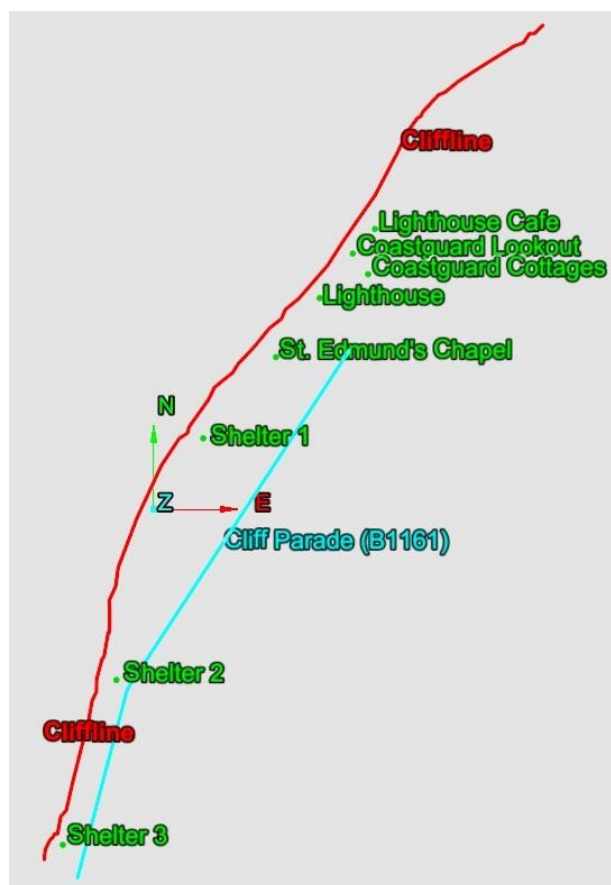 Cliffline
Lighthouse Cafe
Coastguard Lookout
Coastguard Cottages
Lighthouse
St. Edmund's Chapel
N
Shelter 1
Z
E
Cliff Parade (B1161)
Shelter 2
Cliffline
Shelter 3